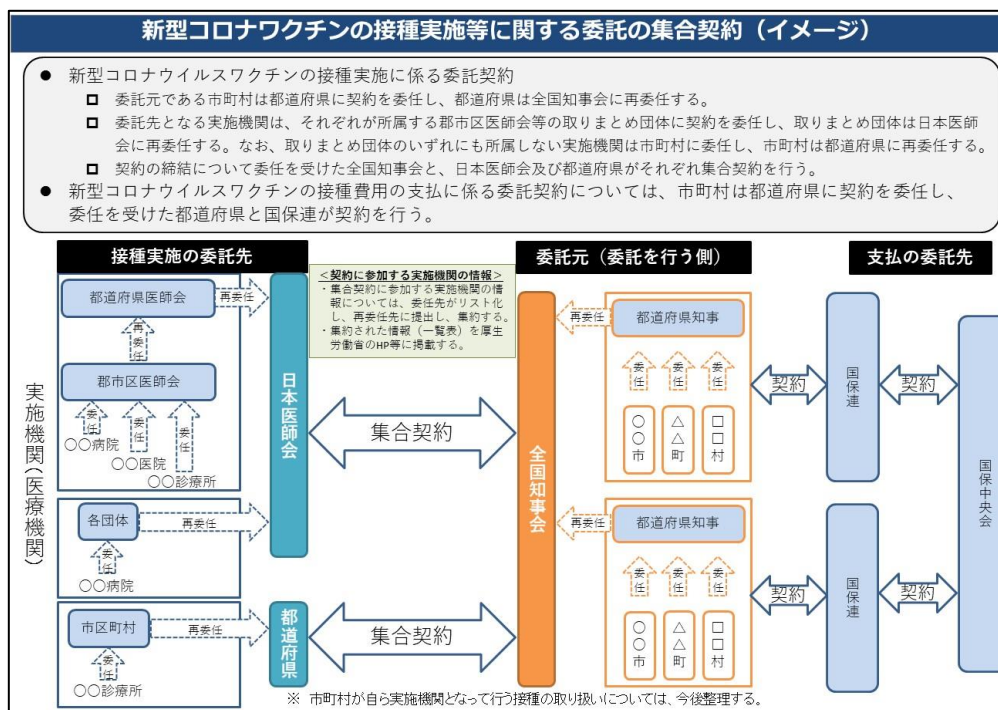 新型コロナワクチンの接種実施等に関する委託の集合契約（イメージ）
● 新型コロナウイルスワクチンの接種実施に係る委託契約
委託元である市町村は都道府県に契約を委任し、都道府県は全国知事会に再委任する。
委託先となる実施機関は、それぞれが所属する郡市区医師会等の取りまとめ団体に契約を委任し、取りまとめ団体は日本医師
会に再委任する。なお、取りまとめ団体のいずれにも所属しない実施機関は市町村に委任し、市町村は都道府県に再委任する。
契約の締結について委任を受けた全国知事会と、日本医師会及び都道府県がそれぞれ集合契約を行う。
● 新型コロナウイルスワクチンの接種費用の支払に係る委託契約については、市町村は都道府県に契約を委任し、
委任を受けた都道府県と国保連が契約を行う。
接種実施の委託先
実施機関（医療機関）
都道府県医師会
再委任
再委任
郡市区医師会
委任
委任
委任
〇〇病院
〇〇医院
〇〇診療所
各団体
再委任
委任
〇〇病院
市区町村
再委任
委任
〇〇診療所
日本医師会
都道府県
＜契約に参加する実施機関の情報＞
・集合契約に参加する実施機関の情
報については、委任先がリスト化
し、再委任先に提出し、集約する。
・集約された情報（一覧表）を厚生
労働省のHP等に掲載する。
集合契約
集合契約
委託元（委託を行う側）
全国知事会
再委任
都道府県知事
委任
委任
委任
〇〇市
△△町
□□村
再委任
都道府県知事
委任
委任
委任
〇〇市
△△町
□□村
支払の委託先
契約
国保連
契約
契約
国保連
契約
国保中央会
※ 市町村が自ら実施機関となって行う接種の取り扱いについては、今後整理する。